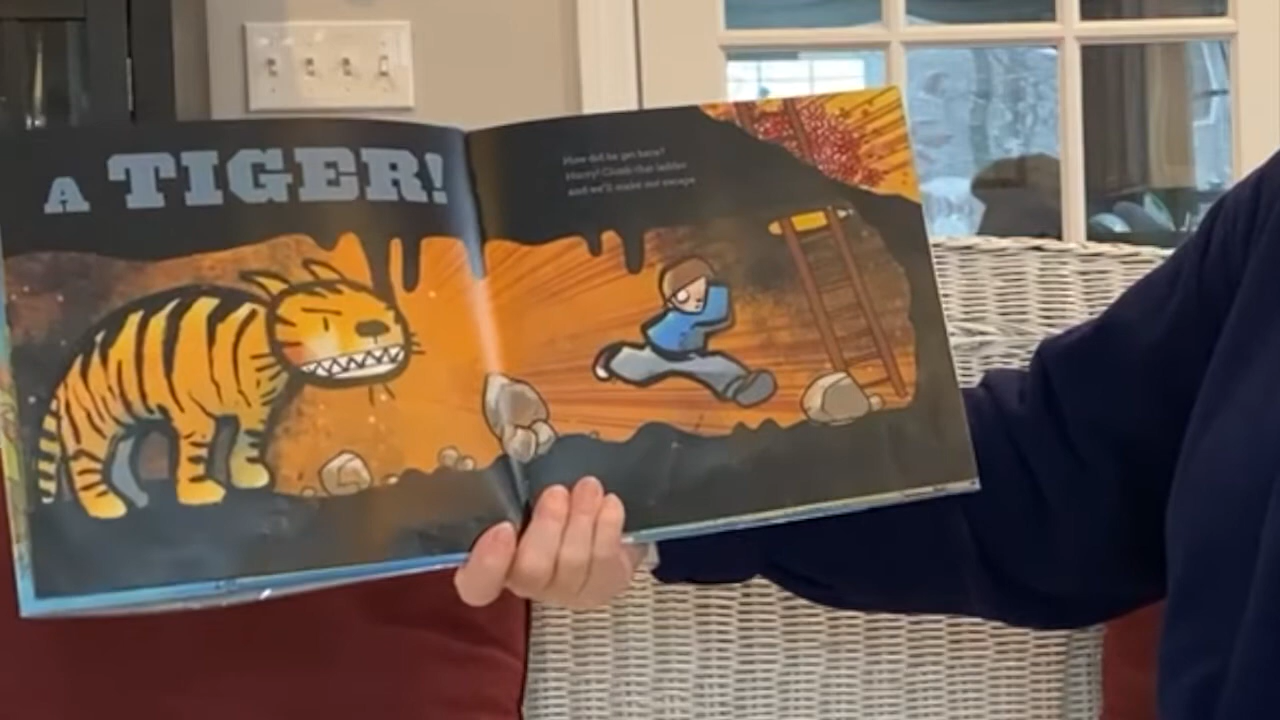 A TIGER!
How did he get here?
Hurry! Climb that ladder
and we'll make our escape